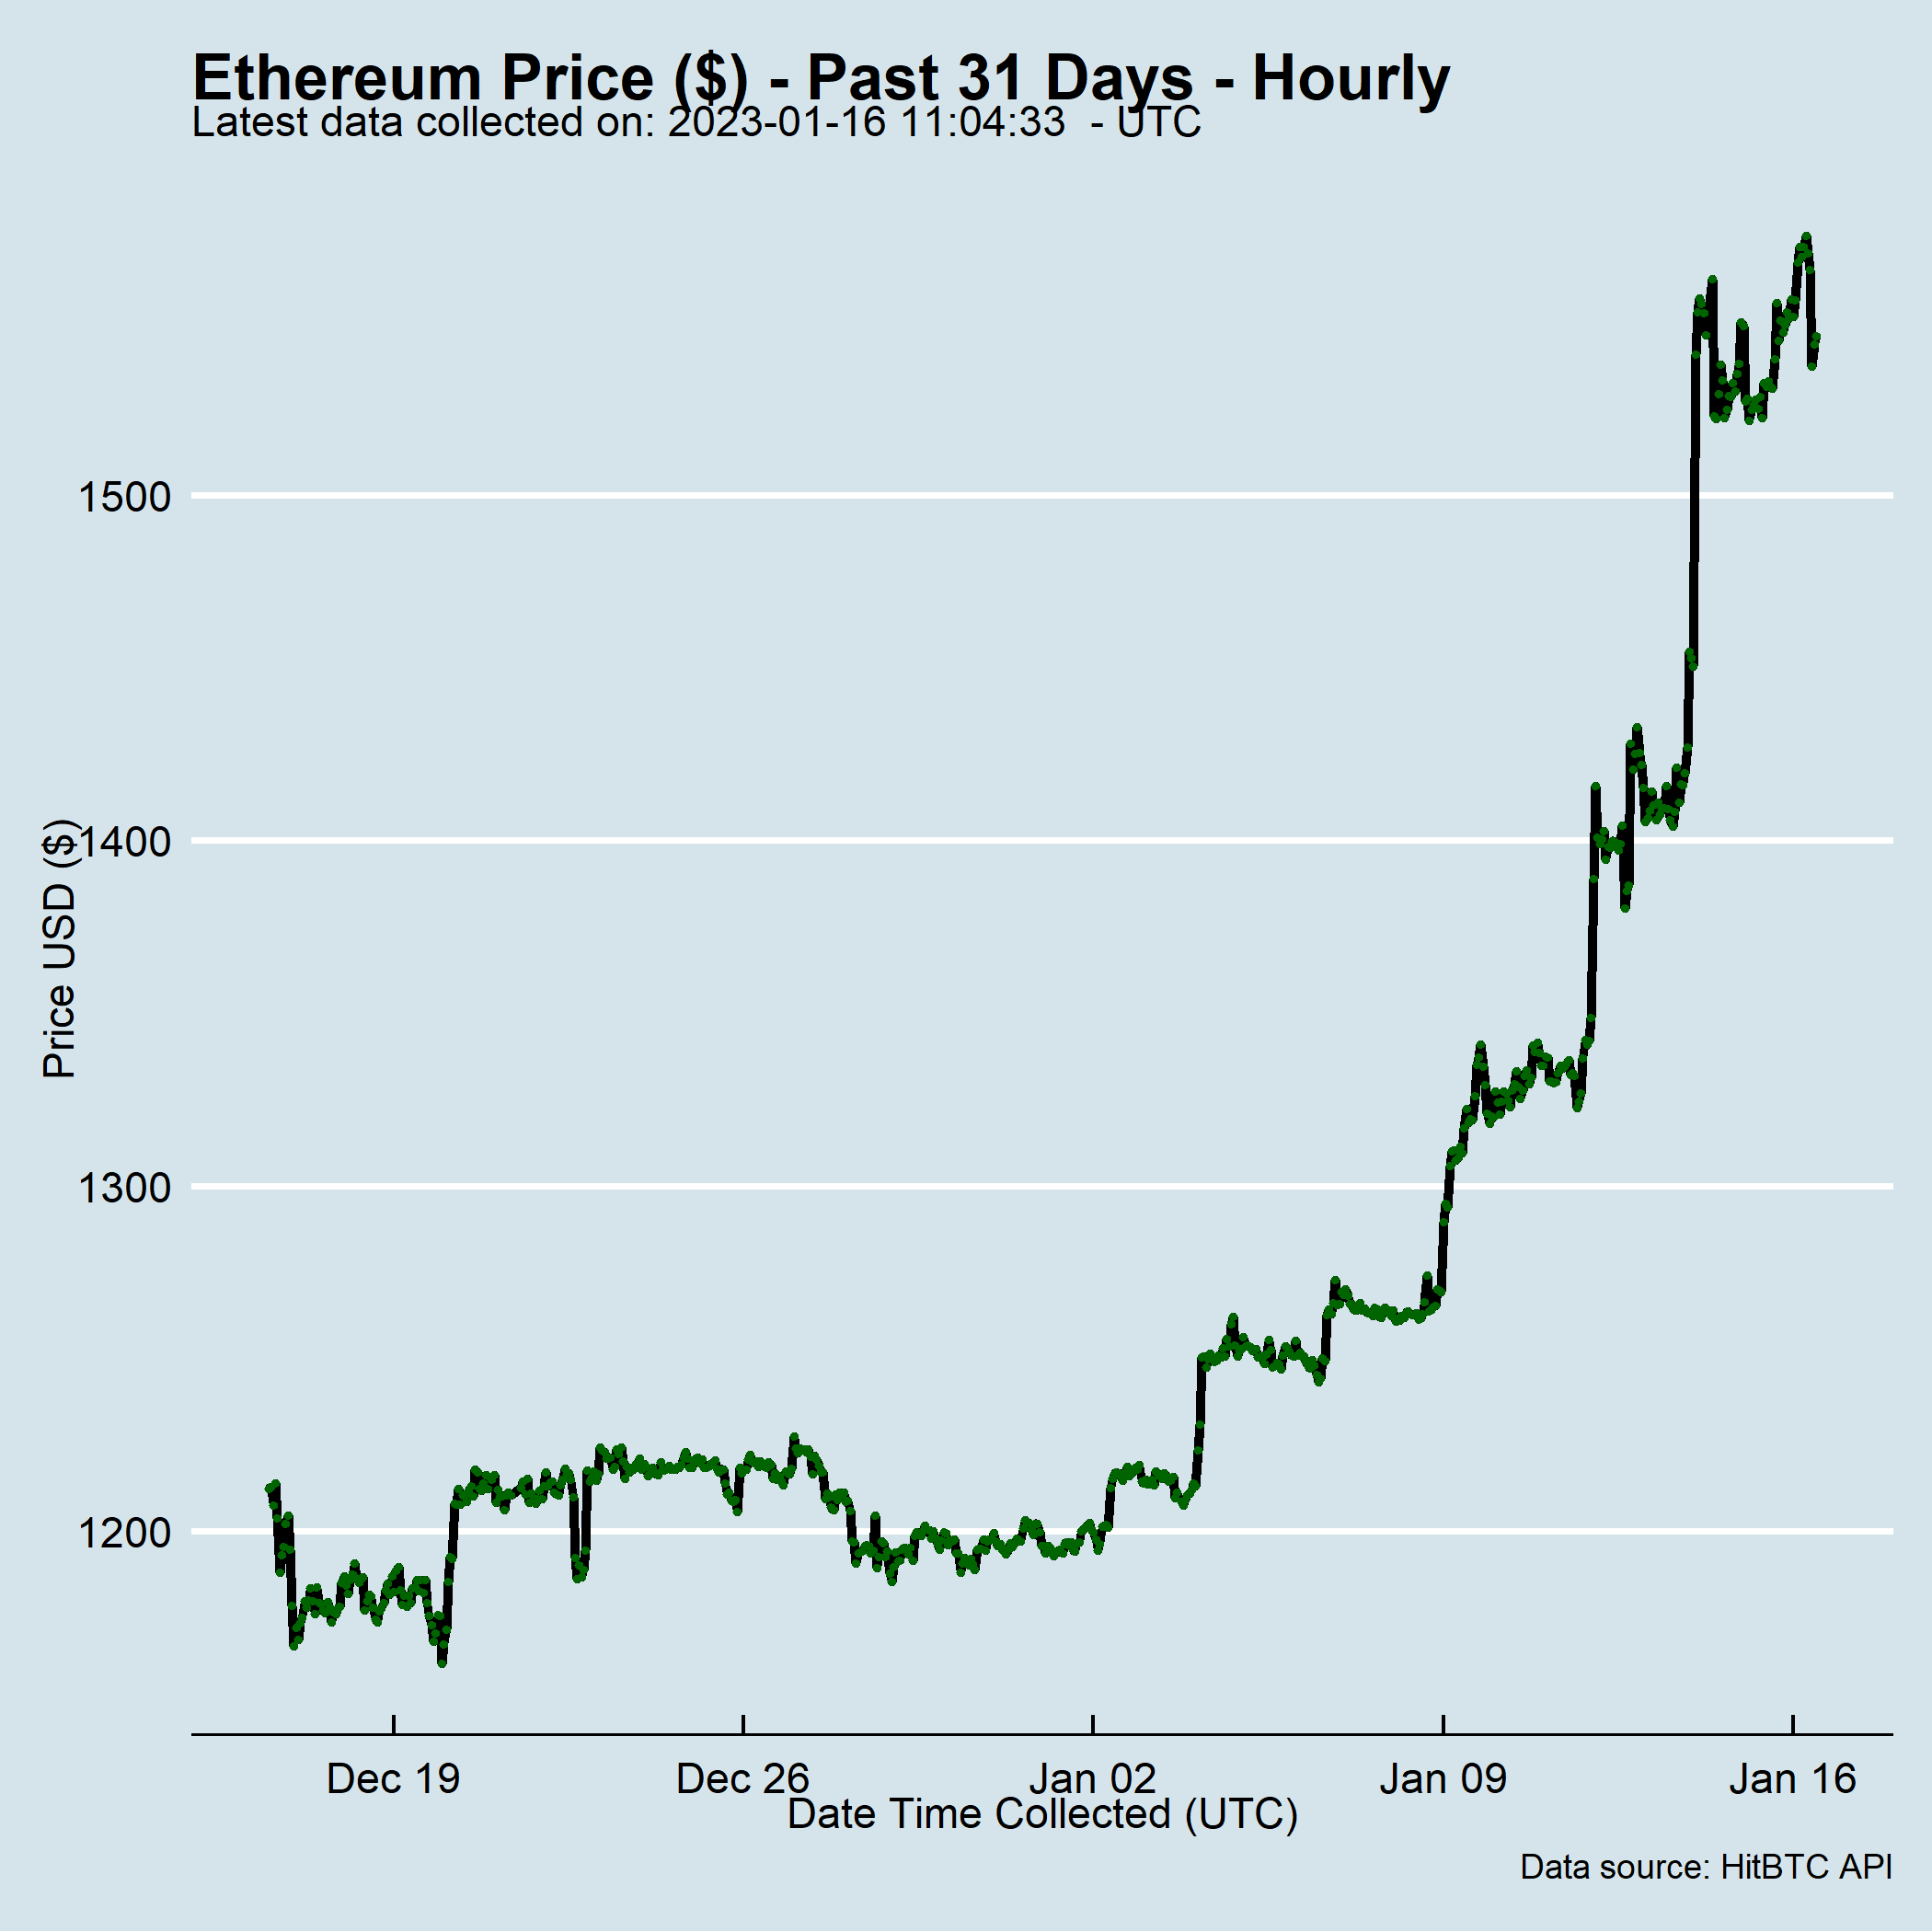 Ethereum Price ($) - Past 31 Days - Hourly
Latest data collected on: 2023-01-16 11:04:33  - UTC
1500
1400
1300
1200
Price USD ($)
Dec 19
Dec 26
Jan 02
Jan 09
Jan 16
Date Time Collected (UTC)
Data source: HitBTC API